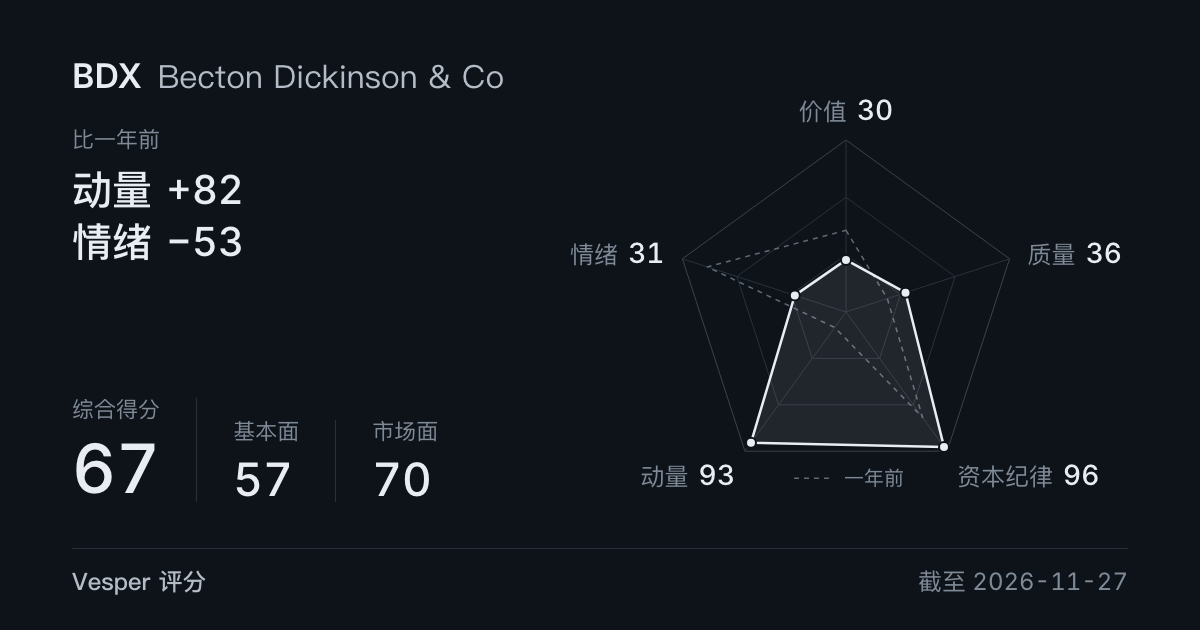 BDX Becton Dickinson & Co
比一年前
动量 +82
情绪 −53
综合得分
67
基本面
57
市场面
70
价值 30
情绪 31
质量 36
动量 93
一年前
资本纪律 96
Vesper 评分
截至 2026-11-27